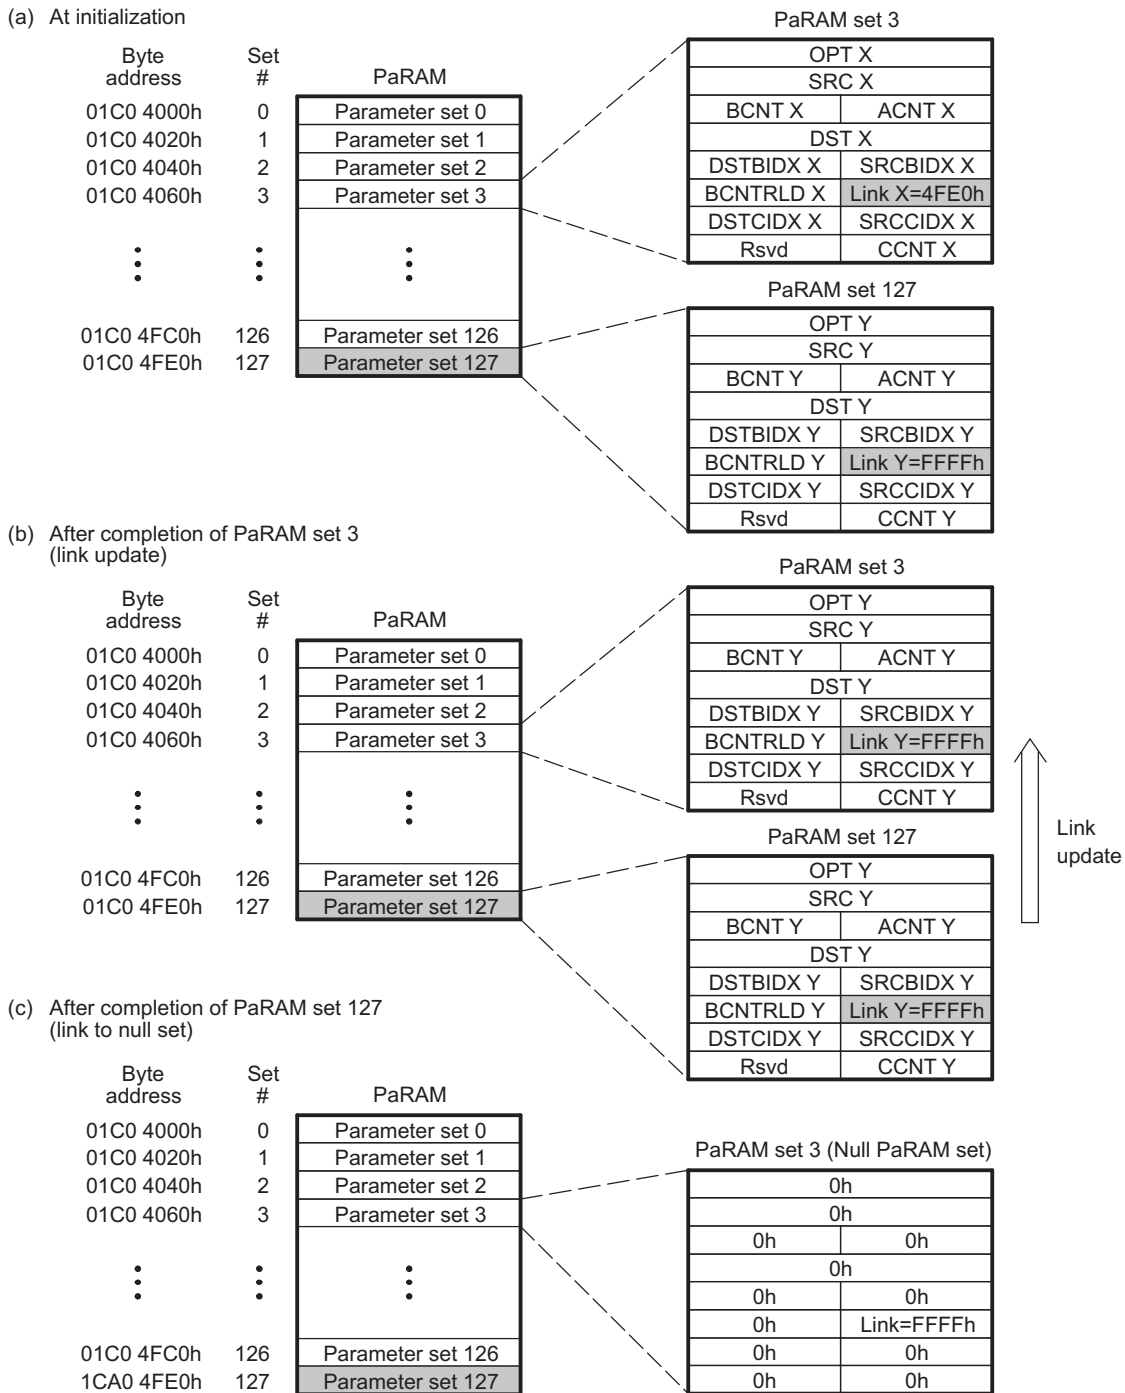 (a) At initialization
Byte address Set # PaRAM
01C0 4000h 0 Parameter set 0
01C0 4020h 1 Parameter set 1
01C0 4040h 2 Parameter set 2
01C0 4060h 3 Parameter set 3
01C0 4FC0h 126 Parameter set 126
01C0 4FE0h 127 Parameter set 127
PaRAM set 3
OPT X
SRC X
BCNT X ACNT X
DST X
DSTBIDX X SRCBIDX X
BCNTRLD X Link X=4FE0h
DSTCIDX X SRCCIDX X
Rsvd CCNT X
PaRAM set 127
OPT Y
SRC Y
BCNT Y ACNT Y
DST Y
DSTBIDX Y SRCBIDX Y
BCNTRLD Y Link Y=FFFFh
DSTCIDX Y SRCCIDX Y
Rsvd CCNT Y
(b) After completion of PaRAM set 3
(link update)
Byte address Set # PaRAM
01C0 4000h 0 Parameter set 0
01C0 4020h 1 Parameter set 1
01C0 4040h 2 Parameter set 2
01C0 4060h 3 Parameter set 3
01C0 4FC0h 126 Parameter set 126
01C0 4FE0h 127 Parameter set 127
PaRAM set 3
OPT Y
SRC Y
BCNT Y ACNT Y
DST Y
DSTBIDX Y SRCBIDX Y
BCNTRLD Y Link Y=FFFFh
DSTCIDX Y SRCCIDX Y
Rsvd CCNT Y
PaRAM set 127
OPT Y
SRC Y
BCNT Y ACNT Y
DST Y
DSTBIDX Y SRCBIDX Y
BCNTRLD Y Link Y=FFFFh
DSTCIDX Y SRCCIDX Y
Rsvd CCNT Y
Link
update
(c) After completion of PaRAM set 127
(link to null set)
Byte address Set # PaRAM
01C0 4000h 0 Parameter set 0
01C0 4020h 1 Parameter set 1
01C0 4040h 2 Parameter set 2
01C0 4060h 3 Parameter set 3
01C0 4FC0h 126 Parameter set 126
1CA0 4FE0h 127 Parameter set 127
PaRAM set 3 (Null PaRAM set)
0h
0h
0h 0h
0h
0h 0h
0h Link=FFFFh
0h 0h
0h 0h